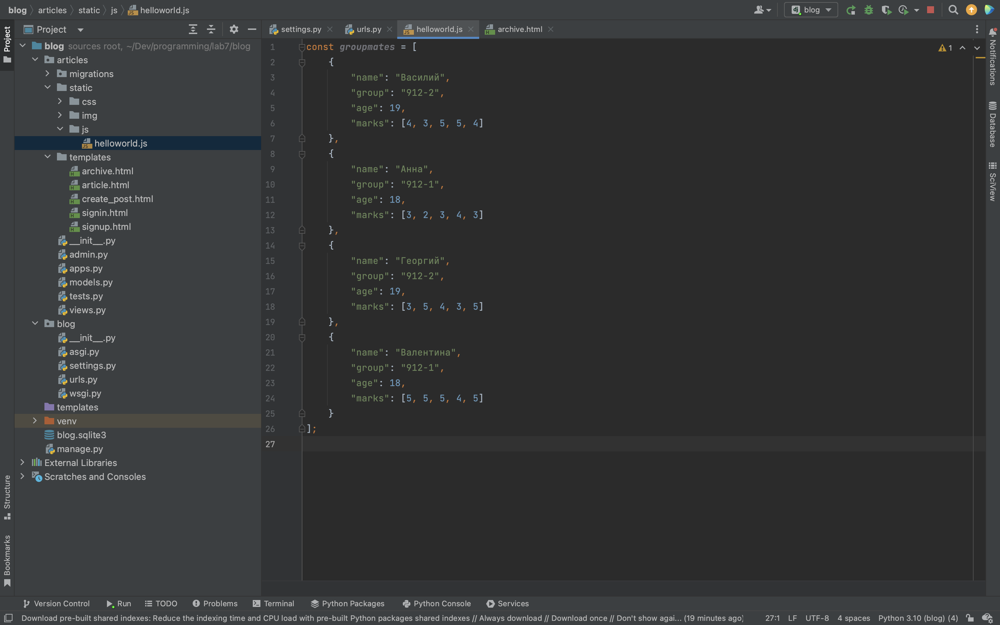 blog articles static js helloworld.js
blog
Project
settings.py
urls.py
helloworld.js
archive.html
Project
Structure
Bookmarks
blog sources root, ~/Dev/programming/lab7/blog
articles
migrations
static
css
img
js
helloworld.js
templates
archive.html
article.html
create_post.html
signin.html
signup.html
__init__.py
admin.py
apps.py
models.py
tests.py
views.py
blog
__init__.py
asgi.py
settings.py
urls.py
wsgi.py
templates
venv
blog.sqlite3
manage.py
External Libraries
Scratches and Consoles
1 const groupmates = [
2 {
3 "name": "Василий",
4 "group": "912-2",
5 "age": 19,
6 "marks": [4, 3, 5, 5, 4]
7 },
8 {
9 "name": "Анна",
10 "group": "912-1",
11 "age": 18,
12 "marks": [3, 2, 3, 4, 3]
13 },
14 {
15 "name": "Георгий",
16 "group": "912-2",
17 "age": 19,
18 "marks": [3, 5, 4, 3, 5]
19 },
20 {
21 "name": "Валентина",
22 "group": "912-1",
23 "age": 18,
24 "marks": [5, 5, 5, 4, 5]
25 }
26 ];
27
1
Notifications
Database
SciView
Version Control Run TODO Problems Terminal Python Packages Python Console Services
Download pre-built shared indexes: Reduce the indexing time and CPU load with pre-built Python packages shared indexes // Always download // Download once // Don't show agai... (19 minutes ago) 27:1 LF UTF-8 4 spaces Python 3.10 (blog) (4)